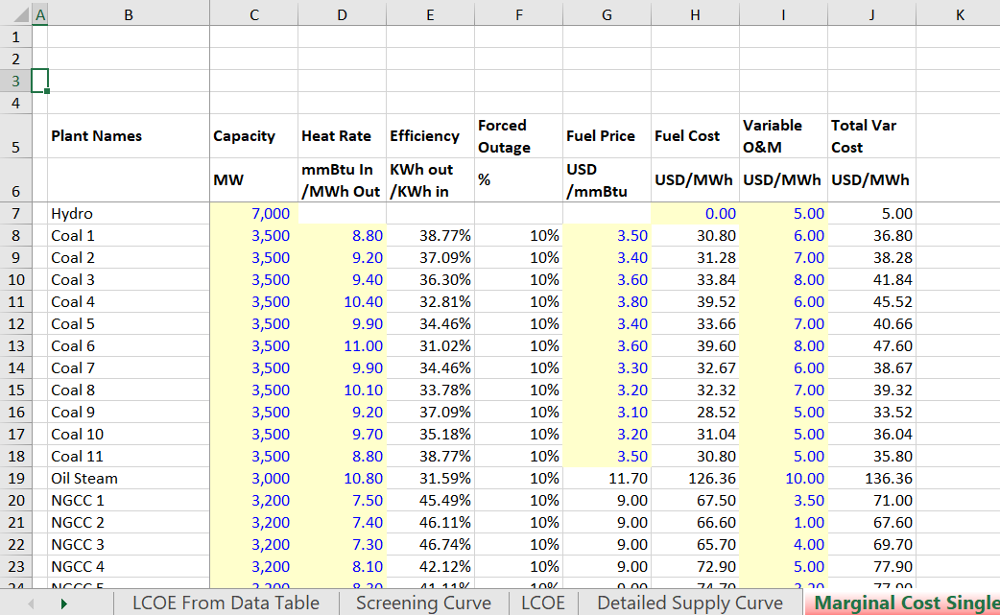 A B C D E F G H I J K
1
2
3
4
5 Plant Names Capacity Heat Rate Efficiency Forced Outage Fuel Price Fuel Cost Variable O&M Total Var Cost
6 MW mmBtu In /MWh Out KWh out /KWh in % USD /mmBtu USD/MWh USD/MWh USD/MWh
7 Hydro 7,000 0.00 5.00 5.00
8 Coal 1 3,500 8.80 38.77% 10% 3.50 30.80 6.00 36.80
9 Coal 2 3,500 9.20 37.09% 10% 3.40 31.28 7.00 38.28
10 Coal 3 3,500 9.40 36.30% 10% 3.60 33.84 8.00 41.84
11 Coal 4 3,500 10.40 32.81% 10% 3.80 39.52 6.00 45.52
12 Coal 5 3,500 9.90 34.46% 10% 3.40 33.66 7.00 40.66
13 Coal 6 3,500 11.00 31.02% 10% 3.60 39.60 8.00 47.60
14 Coal 7 3,500 9.90 34.46% 10% 3.30 32.67 6.00 38.67
15 Coal 8 3,500 10.10 33.78% 10% 3.20 32.32 7.00 39.32
16 Coal 9 3,500 9.20 37.09% 10% 3.10 28.52 5.00 33.52
17 Coal 10 3,500 9.70 35.18% 10% 3.20 31.04 5.00 36.04
18 Coal 11 3,500 8.80 38.77% 10% 3.50 30.80 5.00 35.80
19 Oil Steam 3,000 10.80 31.59% 10% 11.70 126.36 10.00 136.36
20 NGCC 1 3,200 7.50 45.49% 10% 9.00 67.50 3.50 71.00
21 NGCC 2 3,200 7.40 46.11% 10% 9.00 66.60 1.00 67.60
22 NGCC 3 3,200 7.30 46.74% 10% 9.00 65.70 4.00 69.70
23 NGCC 4 3,200 8.10 42.12% 10% 9.00 72.90 5.00 77.90
LCOE From Data Table Screening Curve LCOE Detailed Supply Curve Marginal Cost Single